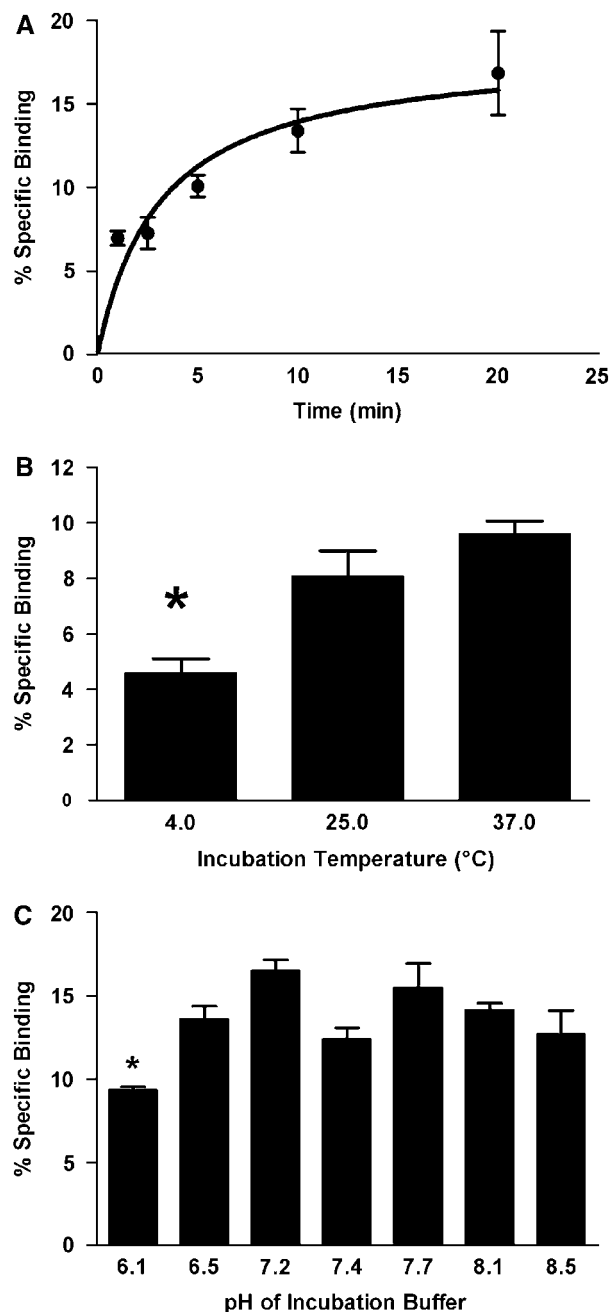 A
% Specific Binding
20
15
10
5
0
0 5 10 15 20 25
Time (min)
B
% Specific Binding
12
10
8
6
4
2
0
*
4.0 25.0 37.0
Incubation Temperature (°C)
C
% Specific Binding
20
15
10
5
0
*
6.1 6.5 7.2 7.4 7.7 8.1 8.5
pH of Incubation Buffer